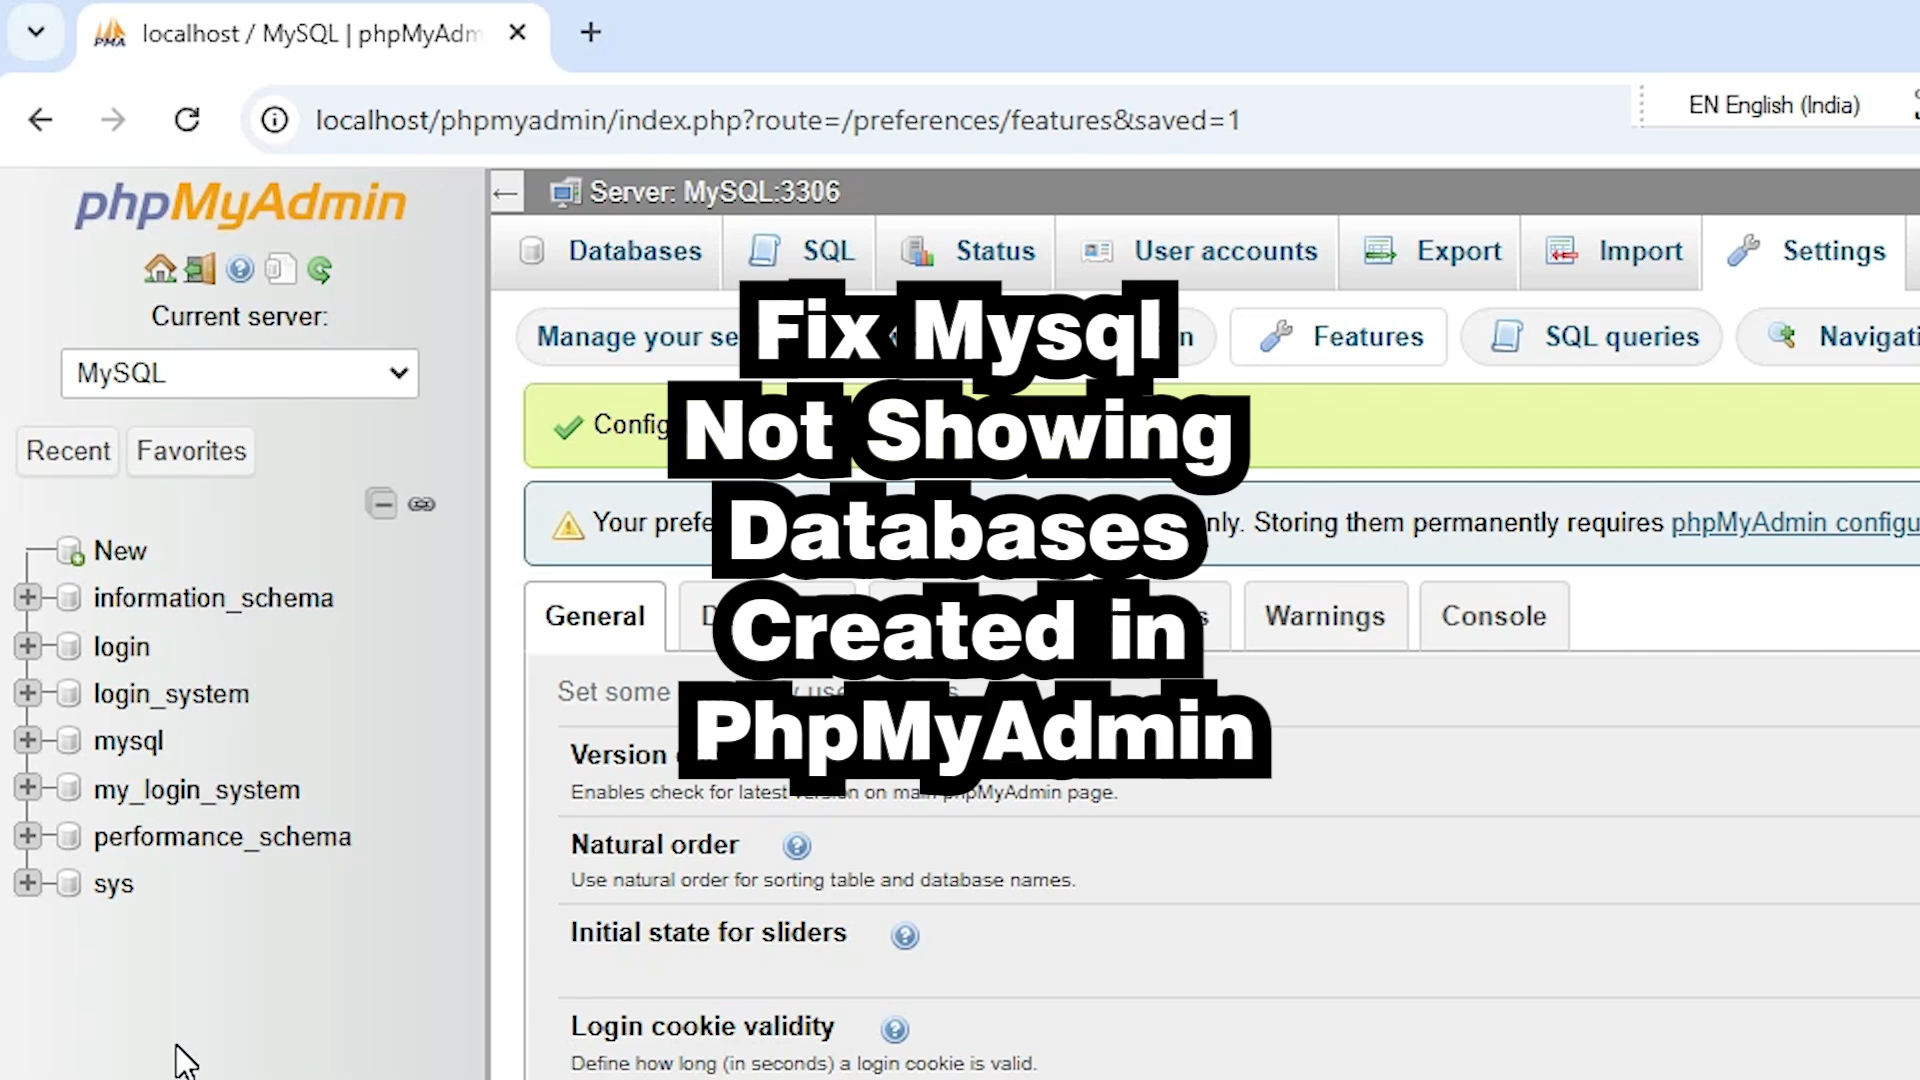 localhost / MySQL | phpMyAdm
localhost/phpmyadmin/index.php?route=/preferences/features&saved=1
EN English (India)
phpMyAdmin
Server: MySQL:3306
Databases
SQL
Status
User accounts
Export
Import
Settings
Current server:
MySQL
Manage your se
n
Features
SQL queries
Navigati
Recent
Favorites
Config
Your prefe
nly. Storing them permanently requires phpMyAdmin configu
Fix Mysql
Not Showing
Databases
Created in
PhpMyAdmin
New
information_schema
login
login_system
mysql
my_login_system
performance_schema
sys
General
D
s
Warnings
Console
Set some
Version
Enables check for latest version on main phpMyAdmin page.
Natural order
Use natural order for sorting table and database names.
Initial state for sliders
Login cookie validity
Define how long (in seconds) a login cookie is valid.